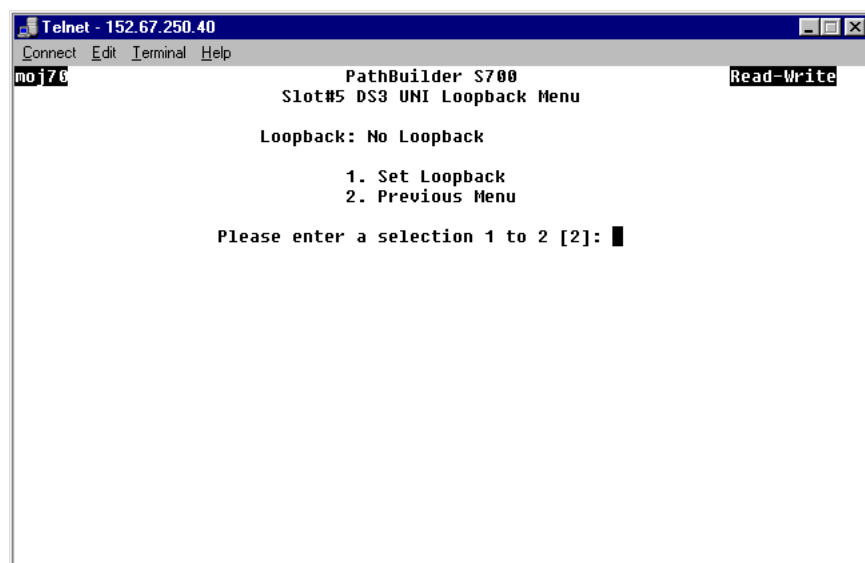 Telnet - 152.67.250.40
Connect Edit Terminal Help
moj70 PathBuilder S700 Read-Write
Slot#5 DS3 UNI Loopback Menu
Loopback: No Loopback
1. Set Loopback
2. Previous Menu
Please enter a selection 1 to 2 [2]: